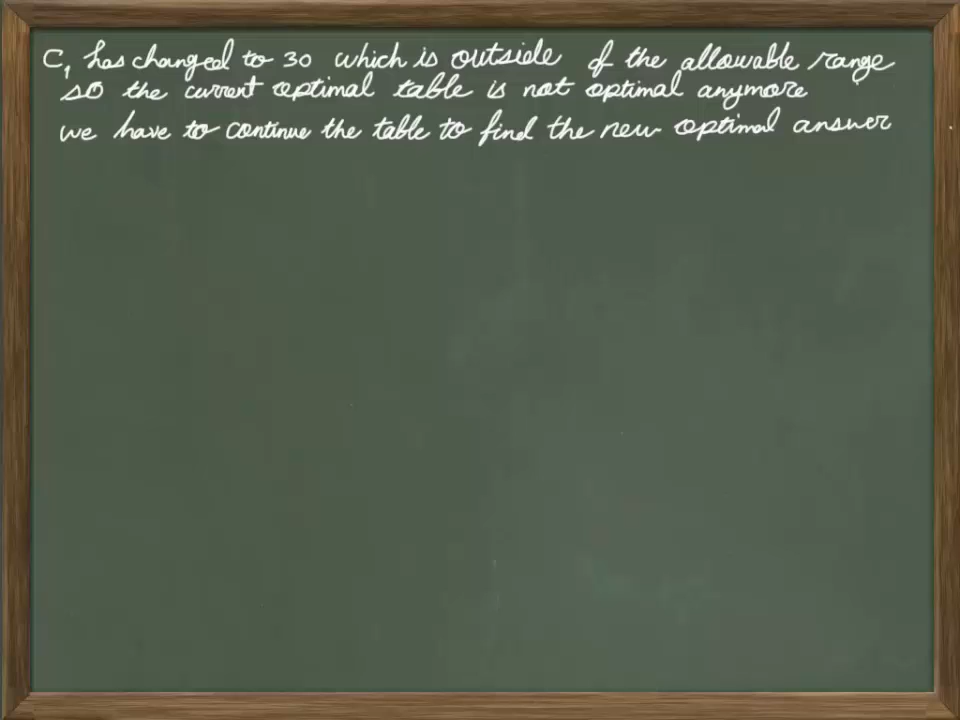 C₁ has changed to 30 which is outside of the allowable range
so the current optimal table is not optimal anymore
we have to continue the table to find the new optimal answer